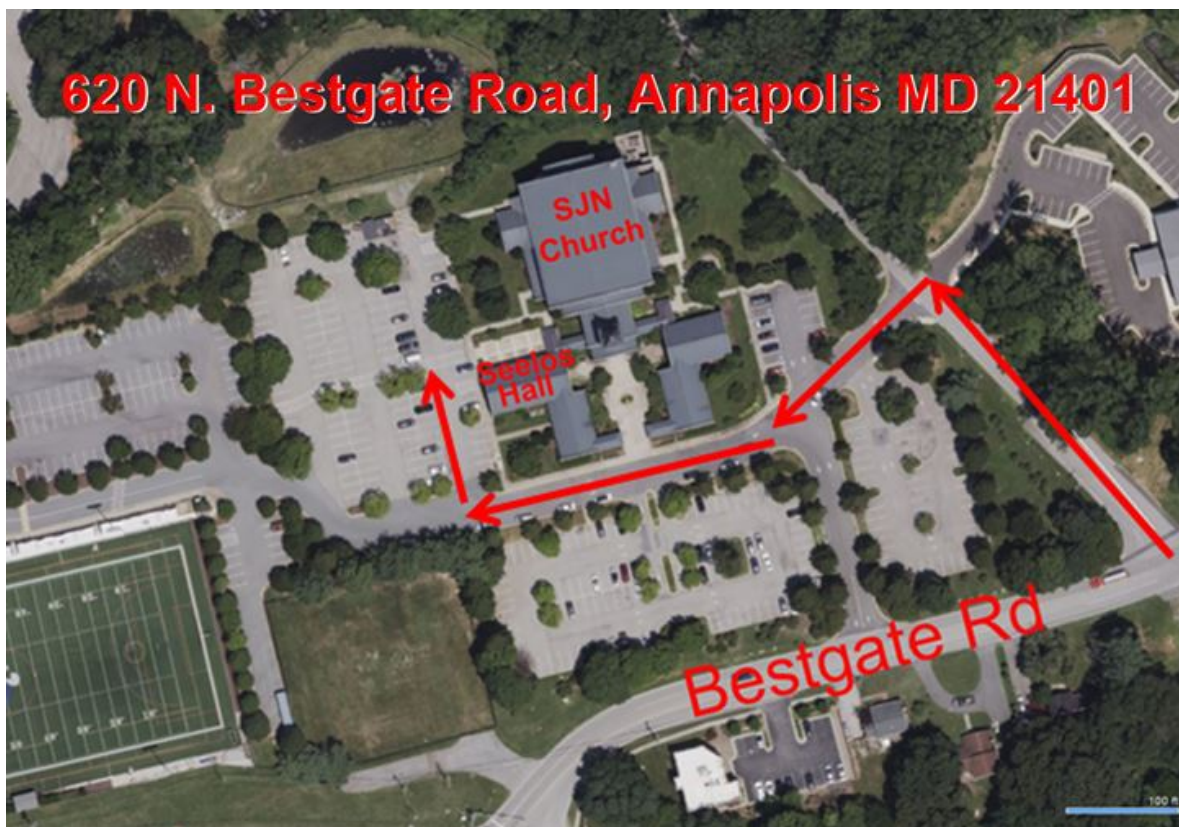 620 N. Bestgate Road, Annapolis MD 21401
SJN
Church
Seelos
Hall
Bestgate Rd
100 ft